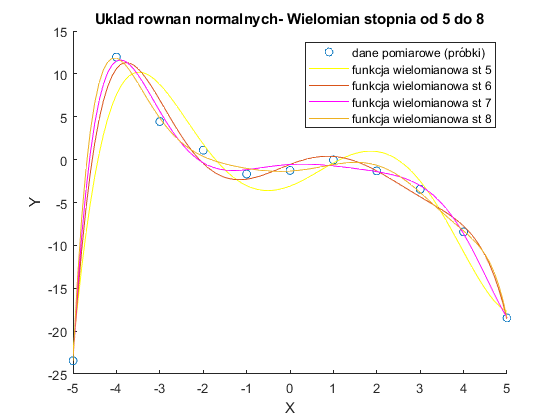 Uklad rownan normalnych- Wielomian stopnia od 5 do 8
dane pomiarowe (próbki)
funkcja wielomianowa st 5
funkcja wielomianowa st 6
funkcja wielomianowa st 7
funkcja wielomianowa st 8
15
10
5
0
-5
-10
-15
-20
-25
Y
-5 -4 -3 -2 -1 0 1 2 3 4 5
X